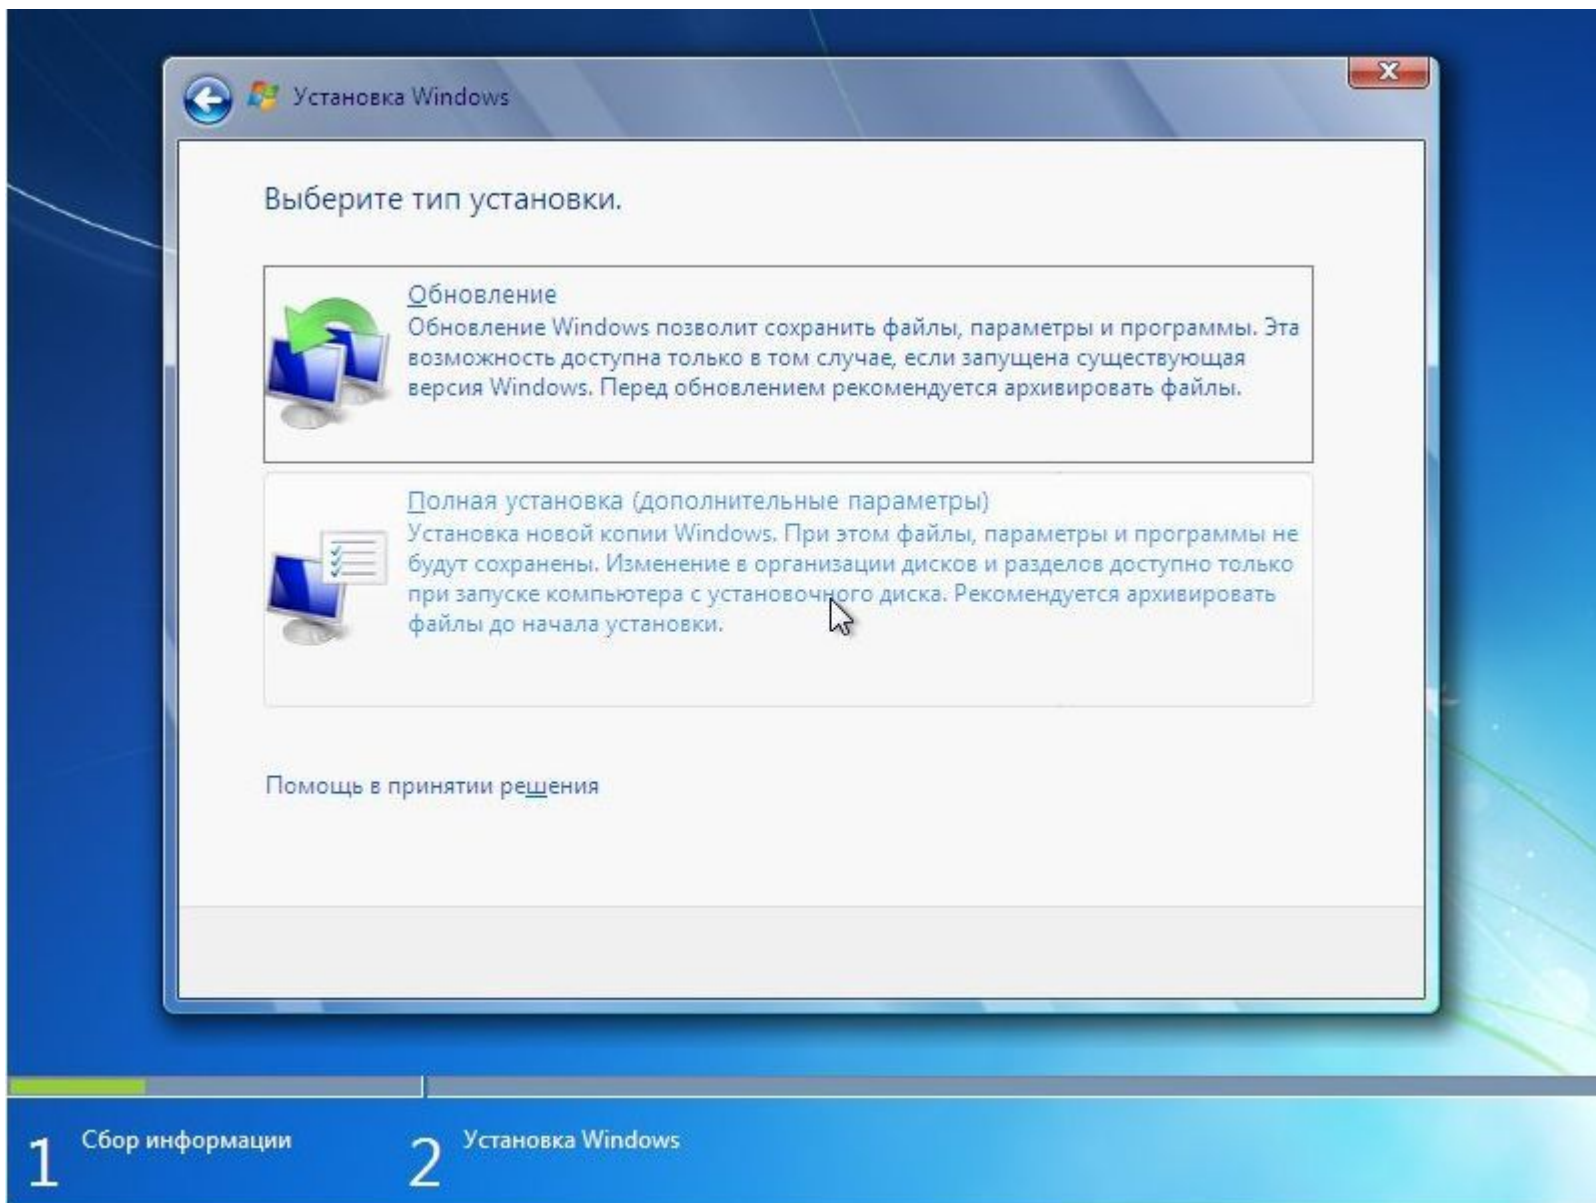 Установка Windows
X
Выберите тип установки.
Обновление
Обновление Windows позволит сохранить файлы, параметры и программы. Эта
возможность доступна только в том случае, если запущена существующая
версия Windows. Перед обновлением рекомендуется архивировать файлы.
Полная установка (дополнительные параметры)
Установка новой копии Windows. При этом файлы, параметры и программы не
будут сохранены. Изменение в организации дисков и разделов доступно только
при запуске компьютера с установочного диска. Рекомендуется архивировать
файлы до начала установки.
Помощь в принятии решения
1 Сбор информации
2 Установка Windows